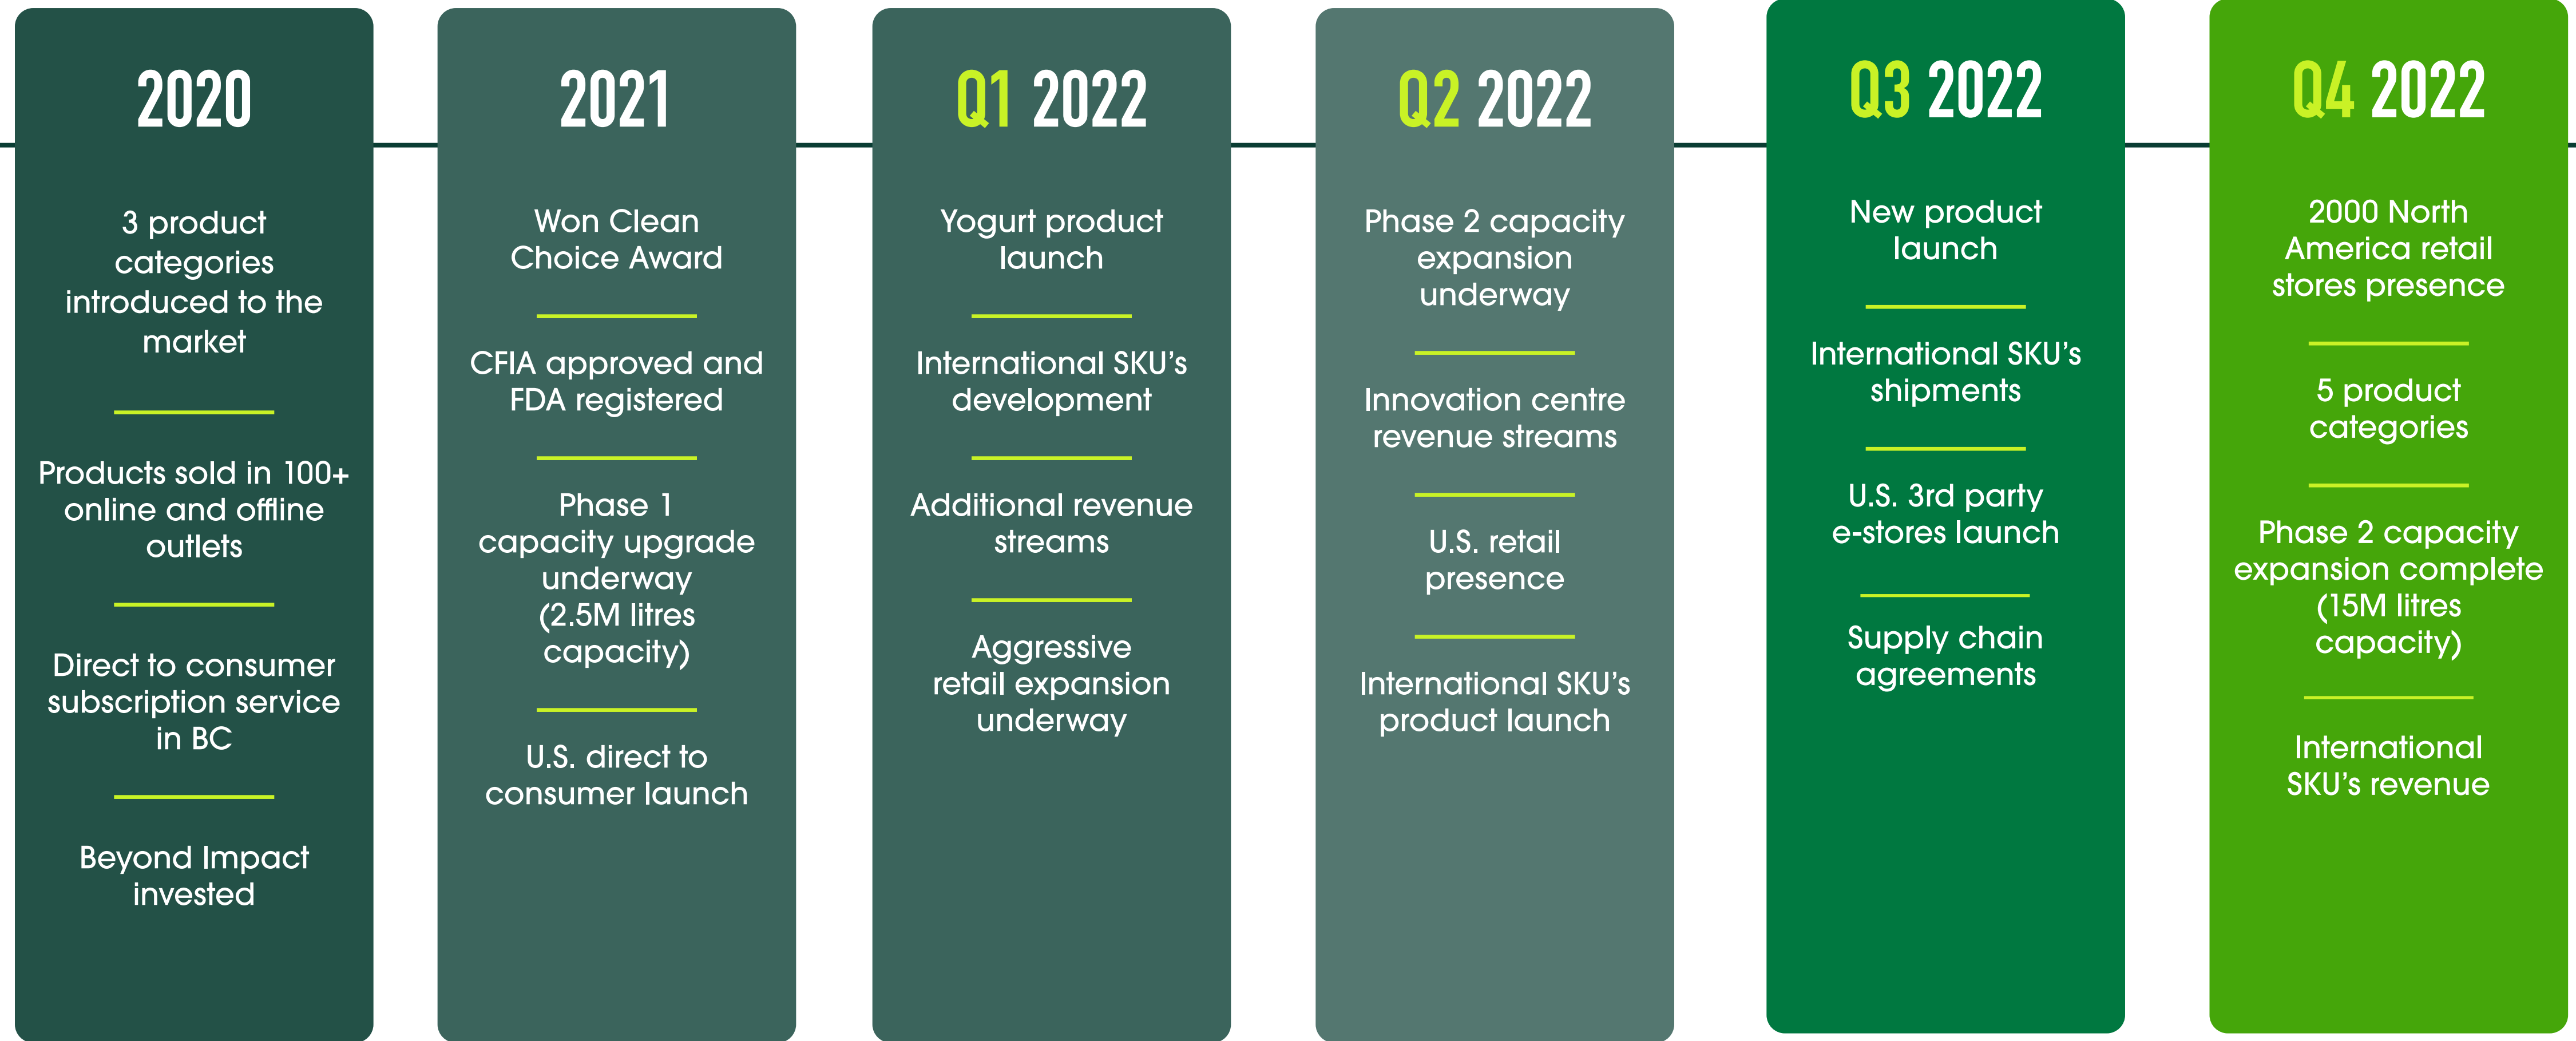 2020
3 product
categories
introduced to the
market
Products sold in 100+
online and offline
outlets
Direct to consumer
subscription service
in BC
Beyond Impact
invested
2021
Won Clean
Choice Award
CFIA approved and
FDA registered
Phase 1
capacity upgrade
underway
(2.5M litres
capacity)
U.S. direct to
consumer launch
Q1 2022
Yogurt product
launch
International SKU's
development
Additional revenue
streams
Aggressive
retail expansion
underway
Q2 2022
Phase 2 capacity
expansion
underway
Innovation centre
revenue streams
U.S. retail
presence
International SKU's
product launch
Q3 2022
New product
launch
International SKU's
shipments
U.S. 3rd party
e-stores launch
Supply chain
agreements
Q4 2022
2000 North
America retail
stores presence
5 product
categories
Phase 2 capacity
expansion complete
(15M litres
capacity)
International
SKU's revenue